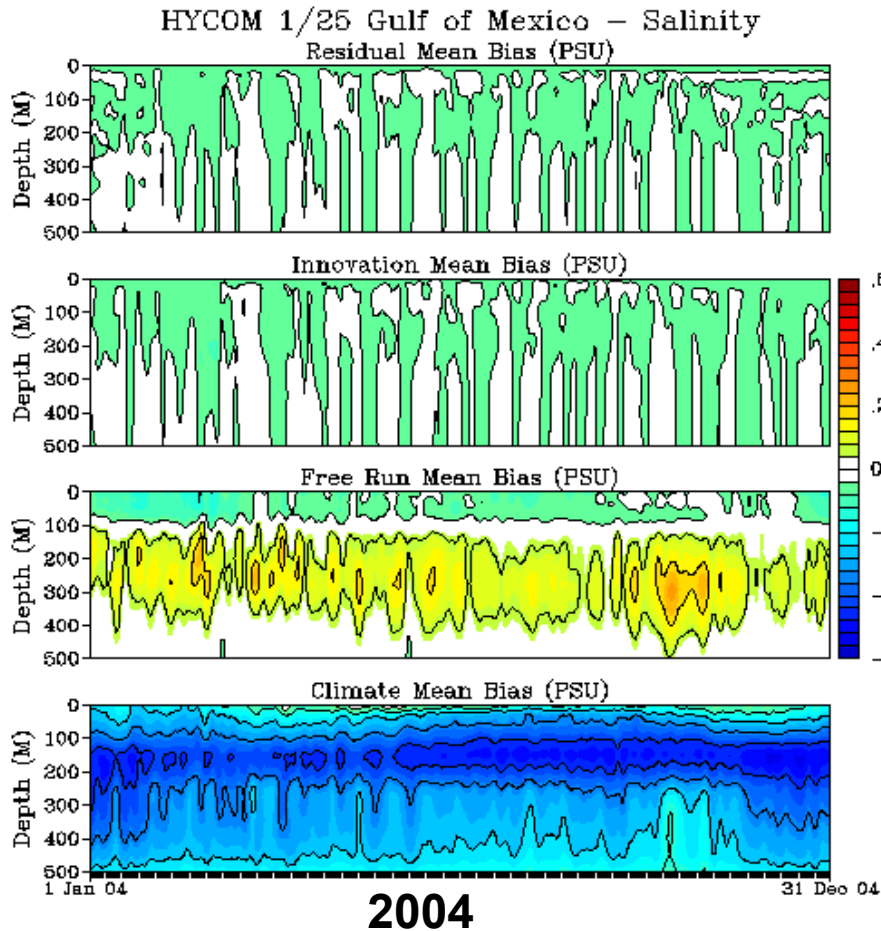 HYCOM 1/25 Gulf of Mexico – Salinity
Residual Mean Bias (PSU)
Depth (M)
0
100
200
300
400
500
Innovation Mean Bias (PSU)
Depth (M)
0
100
200
300
400
500
Free Run Mean Bias (PSU)
Depth (M)
0
100
200
300
400
500
Climate Mean Bias (PSU)
Depth (M)
0
100
200
300
400
500
0
1 Jan 04
31 Dec 04
2004